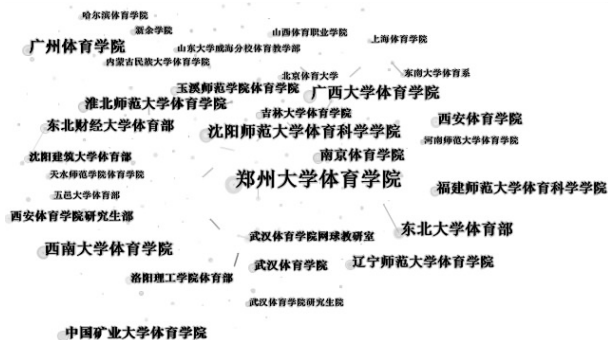 哈尔滨体育学院
新余学院
山西体育职业学院
上海体育学院
广州体育学院
山东大学威海分校体育教学部
内蒙古民族大学体育学院
北京体育大学
东南大学体育系
玉溪师范学院体育学院
广西大学体育学院
淮北师范大学体育学院
吉林大学体育学院
西安体育学院
东北财经大学体育部
沈阳师范大学体育科学学院
河南师范大学体育学院
沈阳建筑大学体育部
南京体育学院
天水师范学院体育学院
郑州大学体育学院
福建师范大学体育科学学院
五邑大学体育部
西安体育学院研究生部
东北大学体育部
武汉体育学院网球教研室
西南大学体育学院
武汉体育学院
辽宁师范大学体育学院
洛阳理工学院体育部
武汉体育学院研究生院
中国矿业大学体育学院